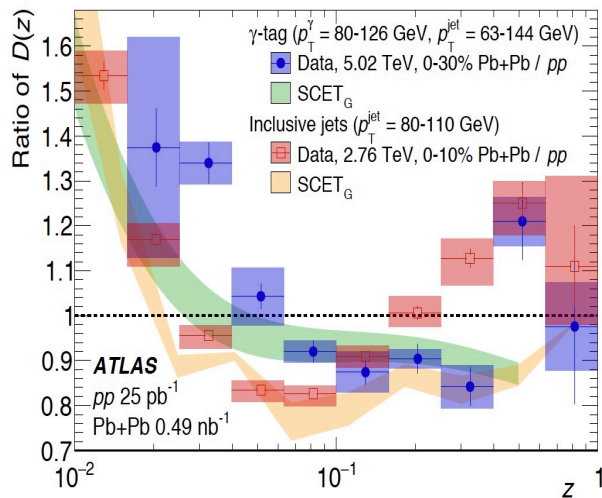 γ-tag (p_T^γ = 80-126 GeV, p_T^jet = 63-144 GeV)
Data, 5.02 TeV, 0-30% Pb+Pb / pp
SCET_G
Inclusive jets (p_T^jet = 80-110 GeV)
Data, 2.76 TeV, 0-10% Pb+Pb / pp
SCET_G
Ratio of D(z)
1.6
1.5
1.4
1.3
1.2
1.1
1
0.9
0.8
0.7
ATLAS
pp 25 pb^-1
Pb+Pb 0.49 nb^-1
10^-2
10^-1
1
z